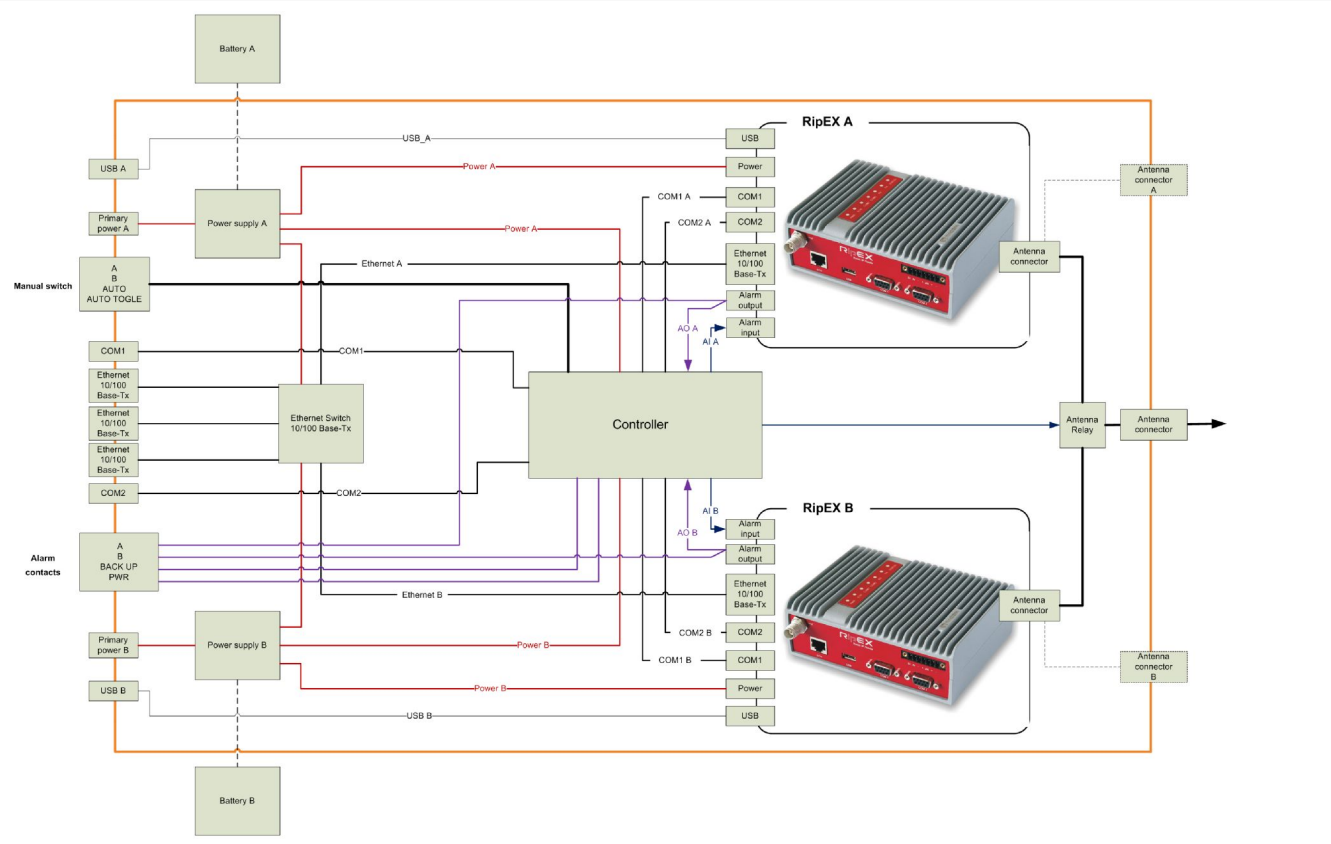 Battery A
RipEX A
USB_A
USB
USB A
Power A
Power
Antenna
connector
A
COM1 A
COM1
Primary
power A
Power supply A
COM2 A
COM2
Power A
Ethernet A
Ethernet
10/100
Base-Tx
RipEX
Antenna
connector
Manual switch
A
B
AUTO
AUTO TOGLE
Alarm
output
AO A
Alarm
input
AI A
COM1
COM1
Ethernet
10/100
Base-Tx
Ethernet
10/100
Base-Tx
Ethernet
10/100
Base-Tx
Ethernet Switch
10/100 Base-Tx
Controller
Antenna
Relay
Antenna
connector
COM2
COM2
RipEX B
AI B
Alarm
input
AO B
Alarm
output
Alarm
contacts
A
B
BACK UP
PWR
Ethernet B
Ethernet
10/100
Base-Tx
Antenna
connector
RipEX
COM2 B
COM2
Primary
power B
Power supply B
Power B
COM1 B
COM1
Antenna
connector
B
Power B
Power
USB B
USB B
USB
Battery B